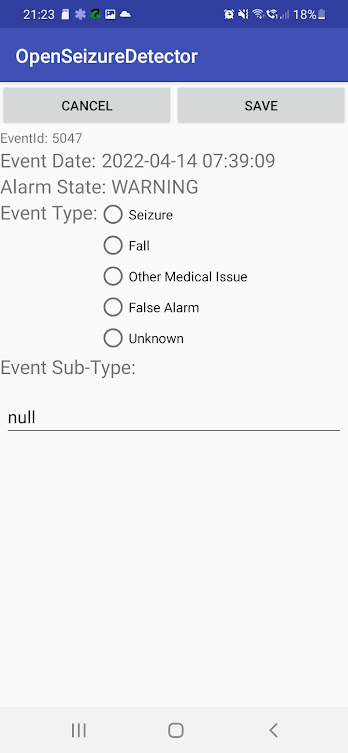 21:23 18%
OpenSeizureDetector
CANCEL SAVE
EventId: 5047
Event Date: 2022-04-14 07:39:09
Alarm State: WARNING
Event Type: Seizure
Fall
Other Medical Issue
False Alarm
Unknown
Event Sub-Type:
null